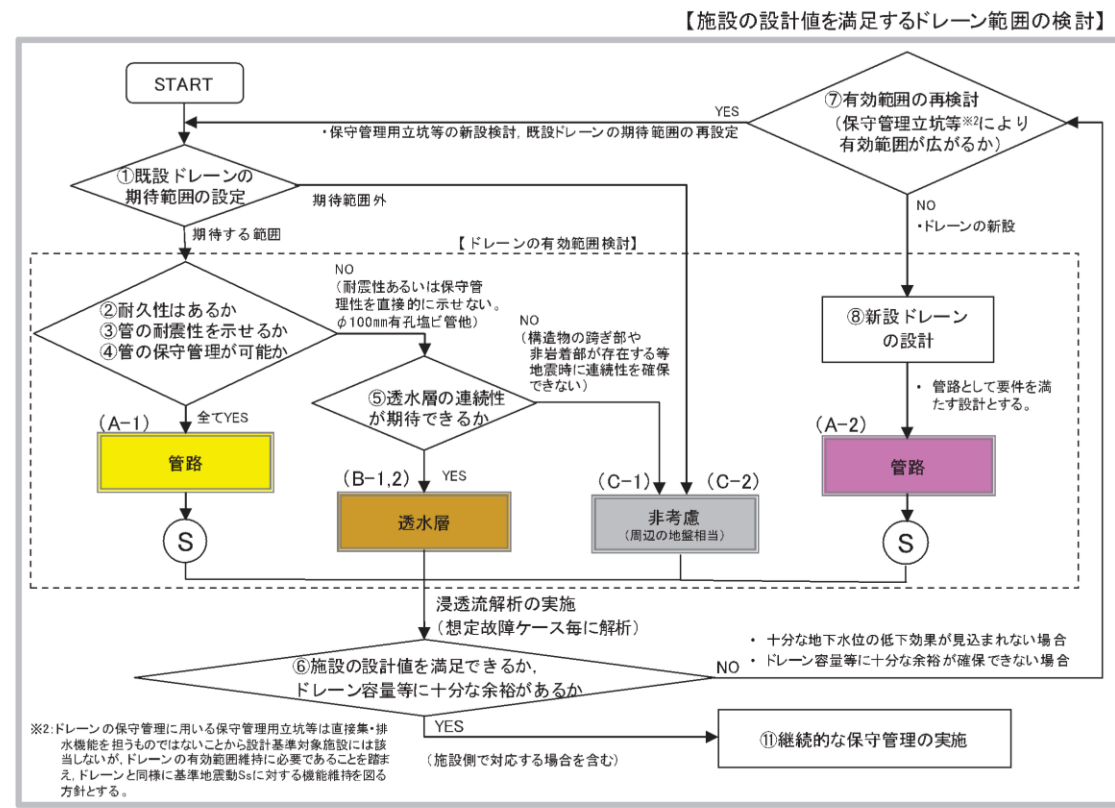 【施設の設計値を満足するドレーン範囲の検討】
START
⑦有効範囲の再検討
(保守管理立坑等※2により
有効範囲が広がるか)
YES
・保守管理用立坑等の新設検討, 既設ドレーンの期待範囲の再設定
①既設ドレーンの
期待範囲の設定
期待範囲外
期待する範囲
NO
・ドレーンの新設
【ドレーンの有効範囲検討】
②耐久性はあるか
③管の耐震性を示せるか
④管の保守管理が可能か
NO
(耐震性あるいは保守管
理性を直接的に示せない。
φ100㎜有孔塩ビ管他)
NO
(構造物の跨ぎ部や
非岩着部が存在する等
地震時に連続性を確保
できない)
⑧新設ドレーン
の設計
⑤透水層の連続性
が期待できるか
・ 管路として要件を満
たす設計とする。
(A-1)
全てYES
管路
(B-1,2)
YES
透水層
(C-1)
(C-2)
非考慮
(周辺の地盤相当)
(A-2)
管路
S
S
浸透流解析の実施
(想定故障ケース毎に解析)
⑥施設の設計値を満足できるか,
ドレーン容量等に十分な余裕があるか
NO
・ 十分な地下水位の低下効果が見込まれない場合
・ ドレーン容量等に十分な余裕が確保できない場合
YES
(施設側で対応する場合を含む)
⑪継続的な保守管理の実施
※2:ドレーンの保守管理に用いる保守管理用立坑等は直接集・排
水機能を担うものではないことから設計基準対象施設には該
当しないが、ドレーンの有効範囲維持に必要であることを踏ま
え, ドレーンと同様に基準地震動Ssに対する機能維持を図る
方針とする。